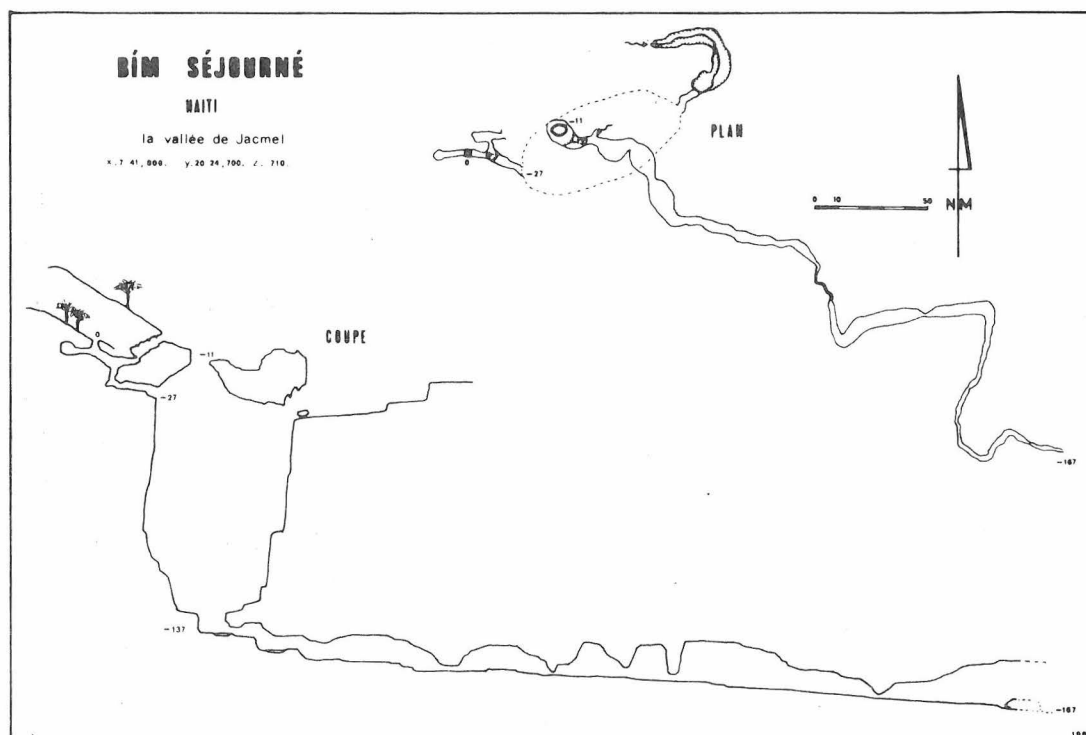 BÍM SÉJOURNÉ
HAITI
la vallée de Jacmel
x.7 41,000. y.20 24,700. z. 710.
PLAN
-11
0
-27
0 10 50
NM
-167
COUPE
0
-11
-27
-137
-167